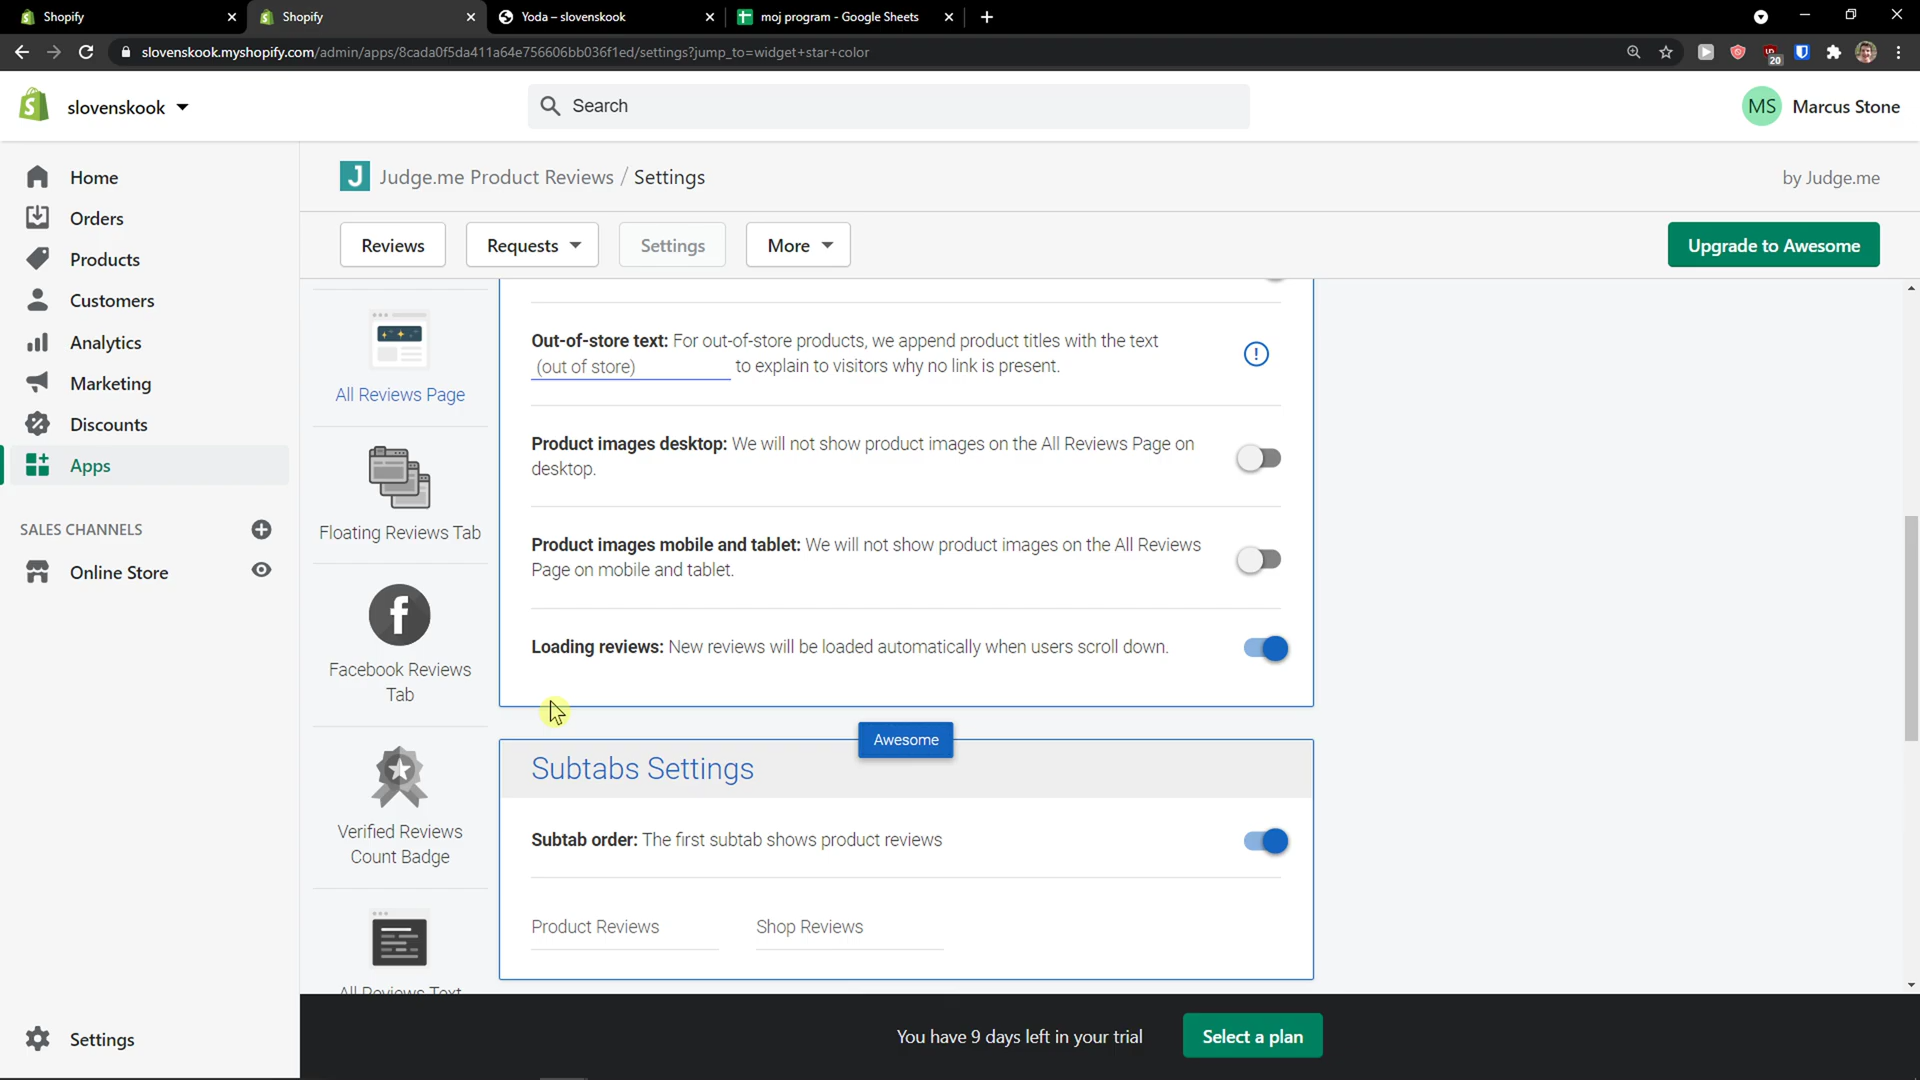 Shopify
Shopify
Yoda – slovenskook
moj program - Google Sheets
slovenskook.myshopify.com/admin/apps/8cada0f5da411a64e756606bb036f1ed/settings?jump_to=widget+star+color
20
slovenskook
Search
MS
Marcus Stone
Home
Orders
Products
Customers
Analytics
Marketing
Discounts
Apps
SALES CHANNELS
Online Store
Settings
J
Judge.me Product Reviews / Settings
by Judge.me
Reviews
Requests
Settings
More
Upgrade to Awesome
All Reviews Page
Floating Reviews Tab
Facebook Reviews
Tab
Verified Reviews
Count Badge
All Reviews Text
Out-of-store text: For out-of-store products, we append product titles with the text
(out of store) to explain to visitors why no link is present.
Product images desktop: We will not show product images on the All Reviews Page on
desktop.
Product images mobile and tablet: We will not show product images on the All Reviews
Page on mobile and tablet.
Loading reviews: New reviews will be loaded automatically when users scroll down.
Awesome
Subtabs Settings
Subtab order: The first subtab shows product reviews
Product Reviews
Shop Reviews
You have 9 days left in your trial
Select a plan